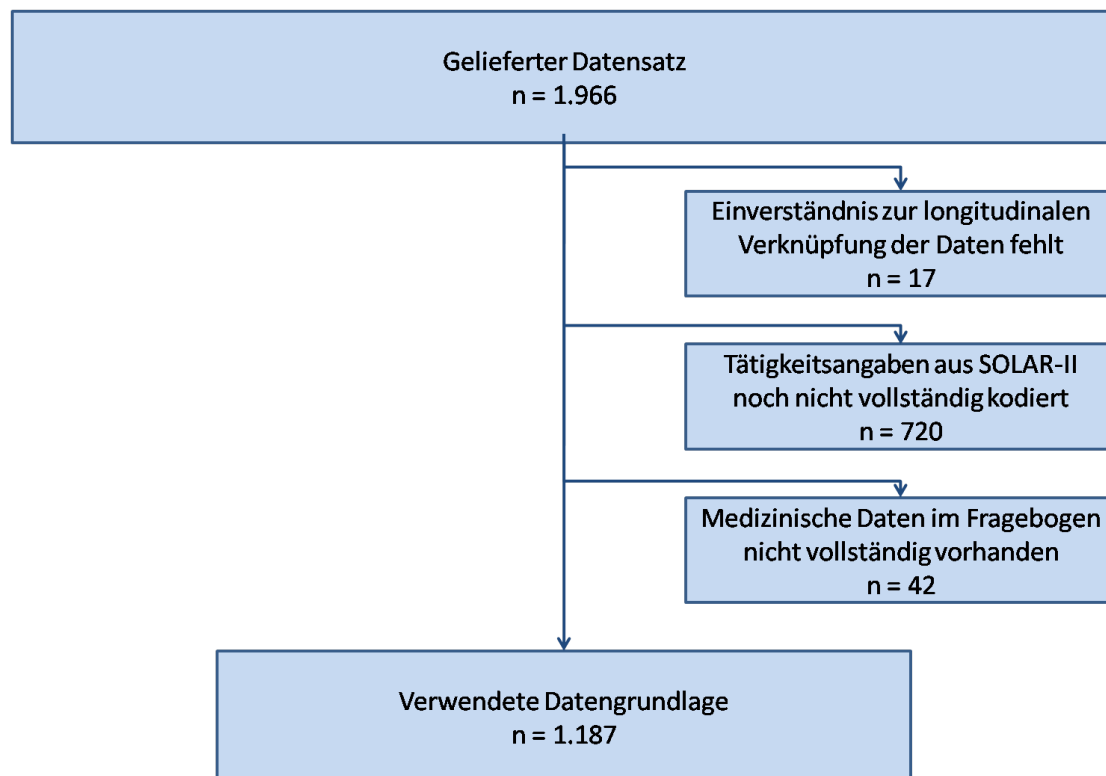 Gelieferter Datensatz
n = 1.966
Einverständnis zur longitudinalen
Verknüpfung der Daten fehlt
n = 17
Tätigkeitsangaben aus SOLAR-II
noch nicht vollständig kodiert
n = 720
Medizinische Daten im Fragebogen
nicht vollständig vorhanden
n = 42
Verwendete Datengrundlage
n = 1.187